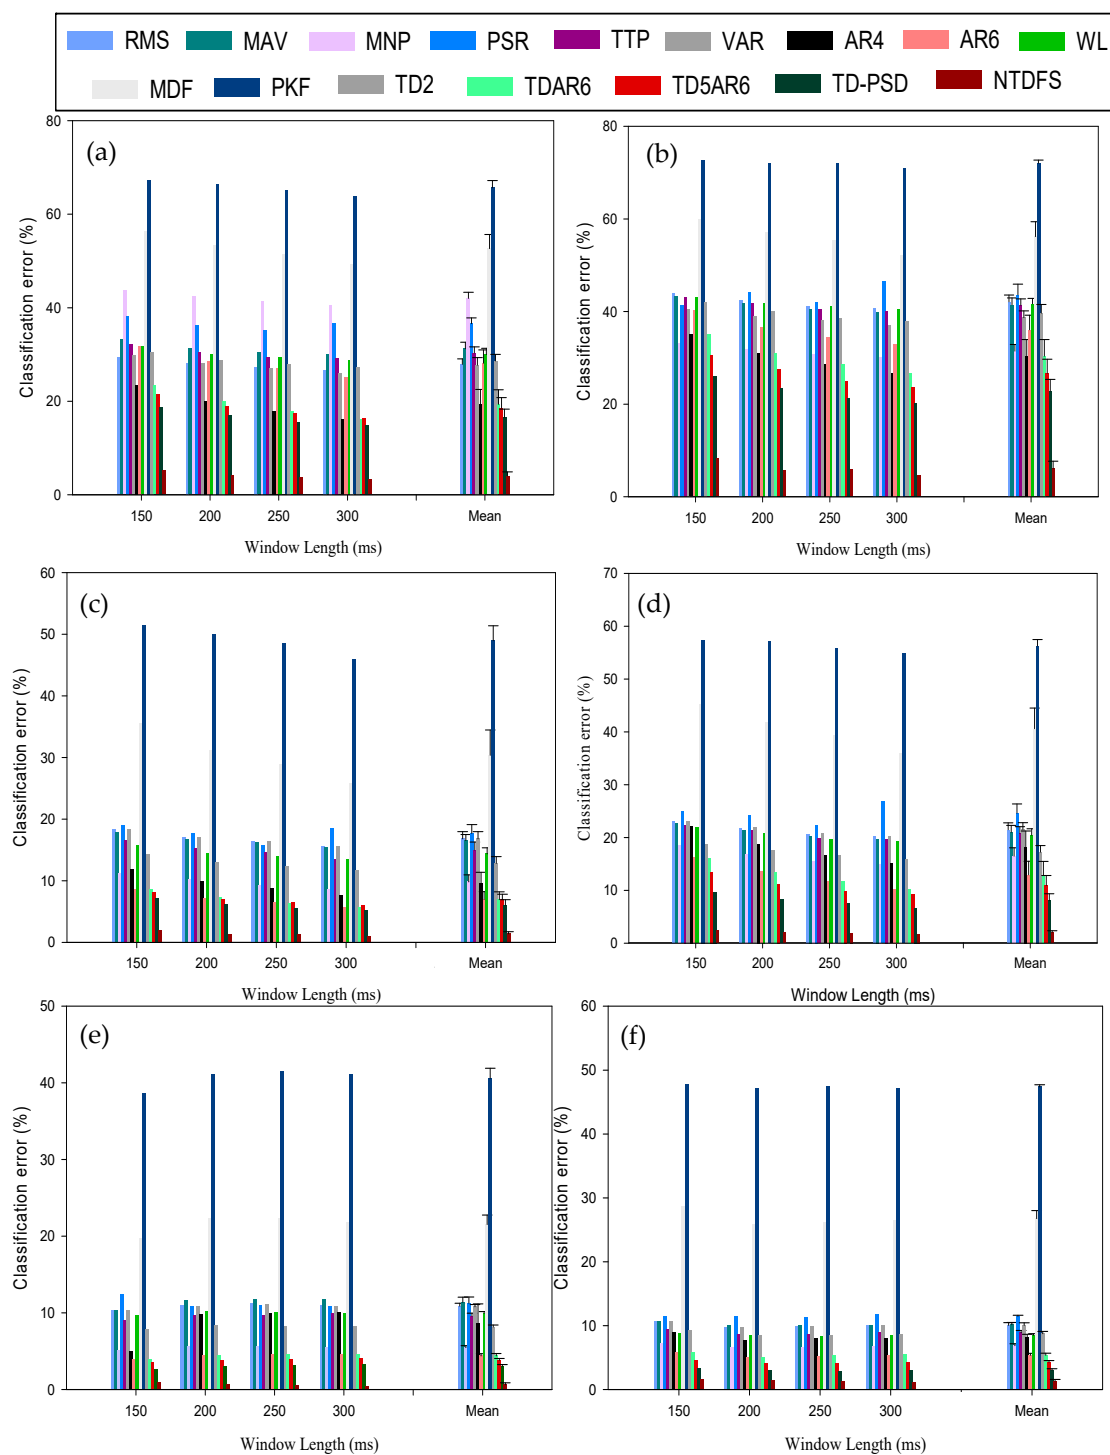 RMS MAV MNP PSR TTP VAR AR4 AR6 WL
MDF PKF TD2 TDAR6 TD5AR6 TD-PSD NTDFS
(a)
Classification error (%)
80
60
40
20
0
150 200 250 300 Mean
Window Length (ms)
(b)
Classification error (%)
80
60
40
20
0
150 200 250 300 Mean
Window Length (ms)
(c)
Classification error (%)
60
50
40
30
20
10
0
150 200 250 300 Mean
Window Length (ms)
(d)
Classification error (%)
70
60
50
40
30
20
10
0
150 200 250 300 Mean
Window Length (ms)
(e)
Classification error (%)
50
40
30
20
10
0
150 200 250 300 Mean
Window Length (ms)
(f)
Classification error (%)
60
50
40
30
20
10
0
150 200 250 300 Mean
Window Length (ms)